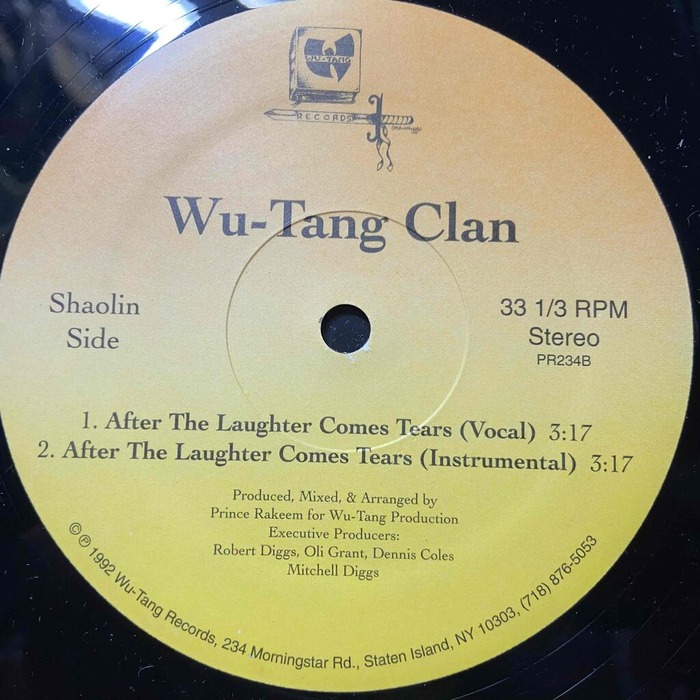 WU-TANG
RECORDS
Wu-Tang Clan
Shaolin
Side
33 1/3 RPM
Stereo
PR234B
1. After The Laughter Comes Tears (Vocal) 3:17
2. After The Laughter Comes Tears (Instrumental) 3:17
Produced, Mixed, & Arranged by
Prince Rakeem for Wu-Tang Production
Executive Producers:
Robert Diggs, Oli Grant, Dennis Coles
Mitchell Diggs
© ℗ 1992 Wu-Tang Records, 234 Morningstar Rd., Staten Island, NY 10303, (718) 876-5053